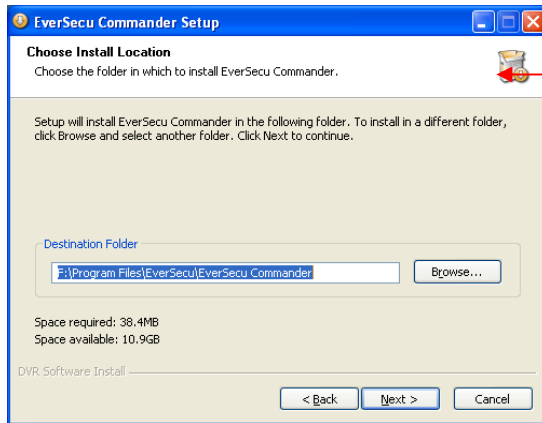 EverSecu Commander Setup
Choose Install Location
Choose the folder in which to install EverSecu Commander.
Setup will install EverSecu Commander in the following folder. To install in a different folder,
click Browse and select another folder. Click Next to continue.
Destination Folder
F:\Program Files\EverSecu\EverSecu Commander
Browse...
Space required: 38.4MB
Space available: 10.9GB
DVR Software Install
< Back
Next >
Cancel